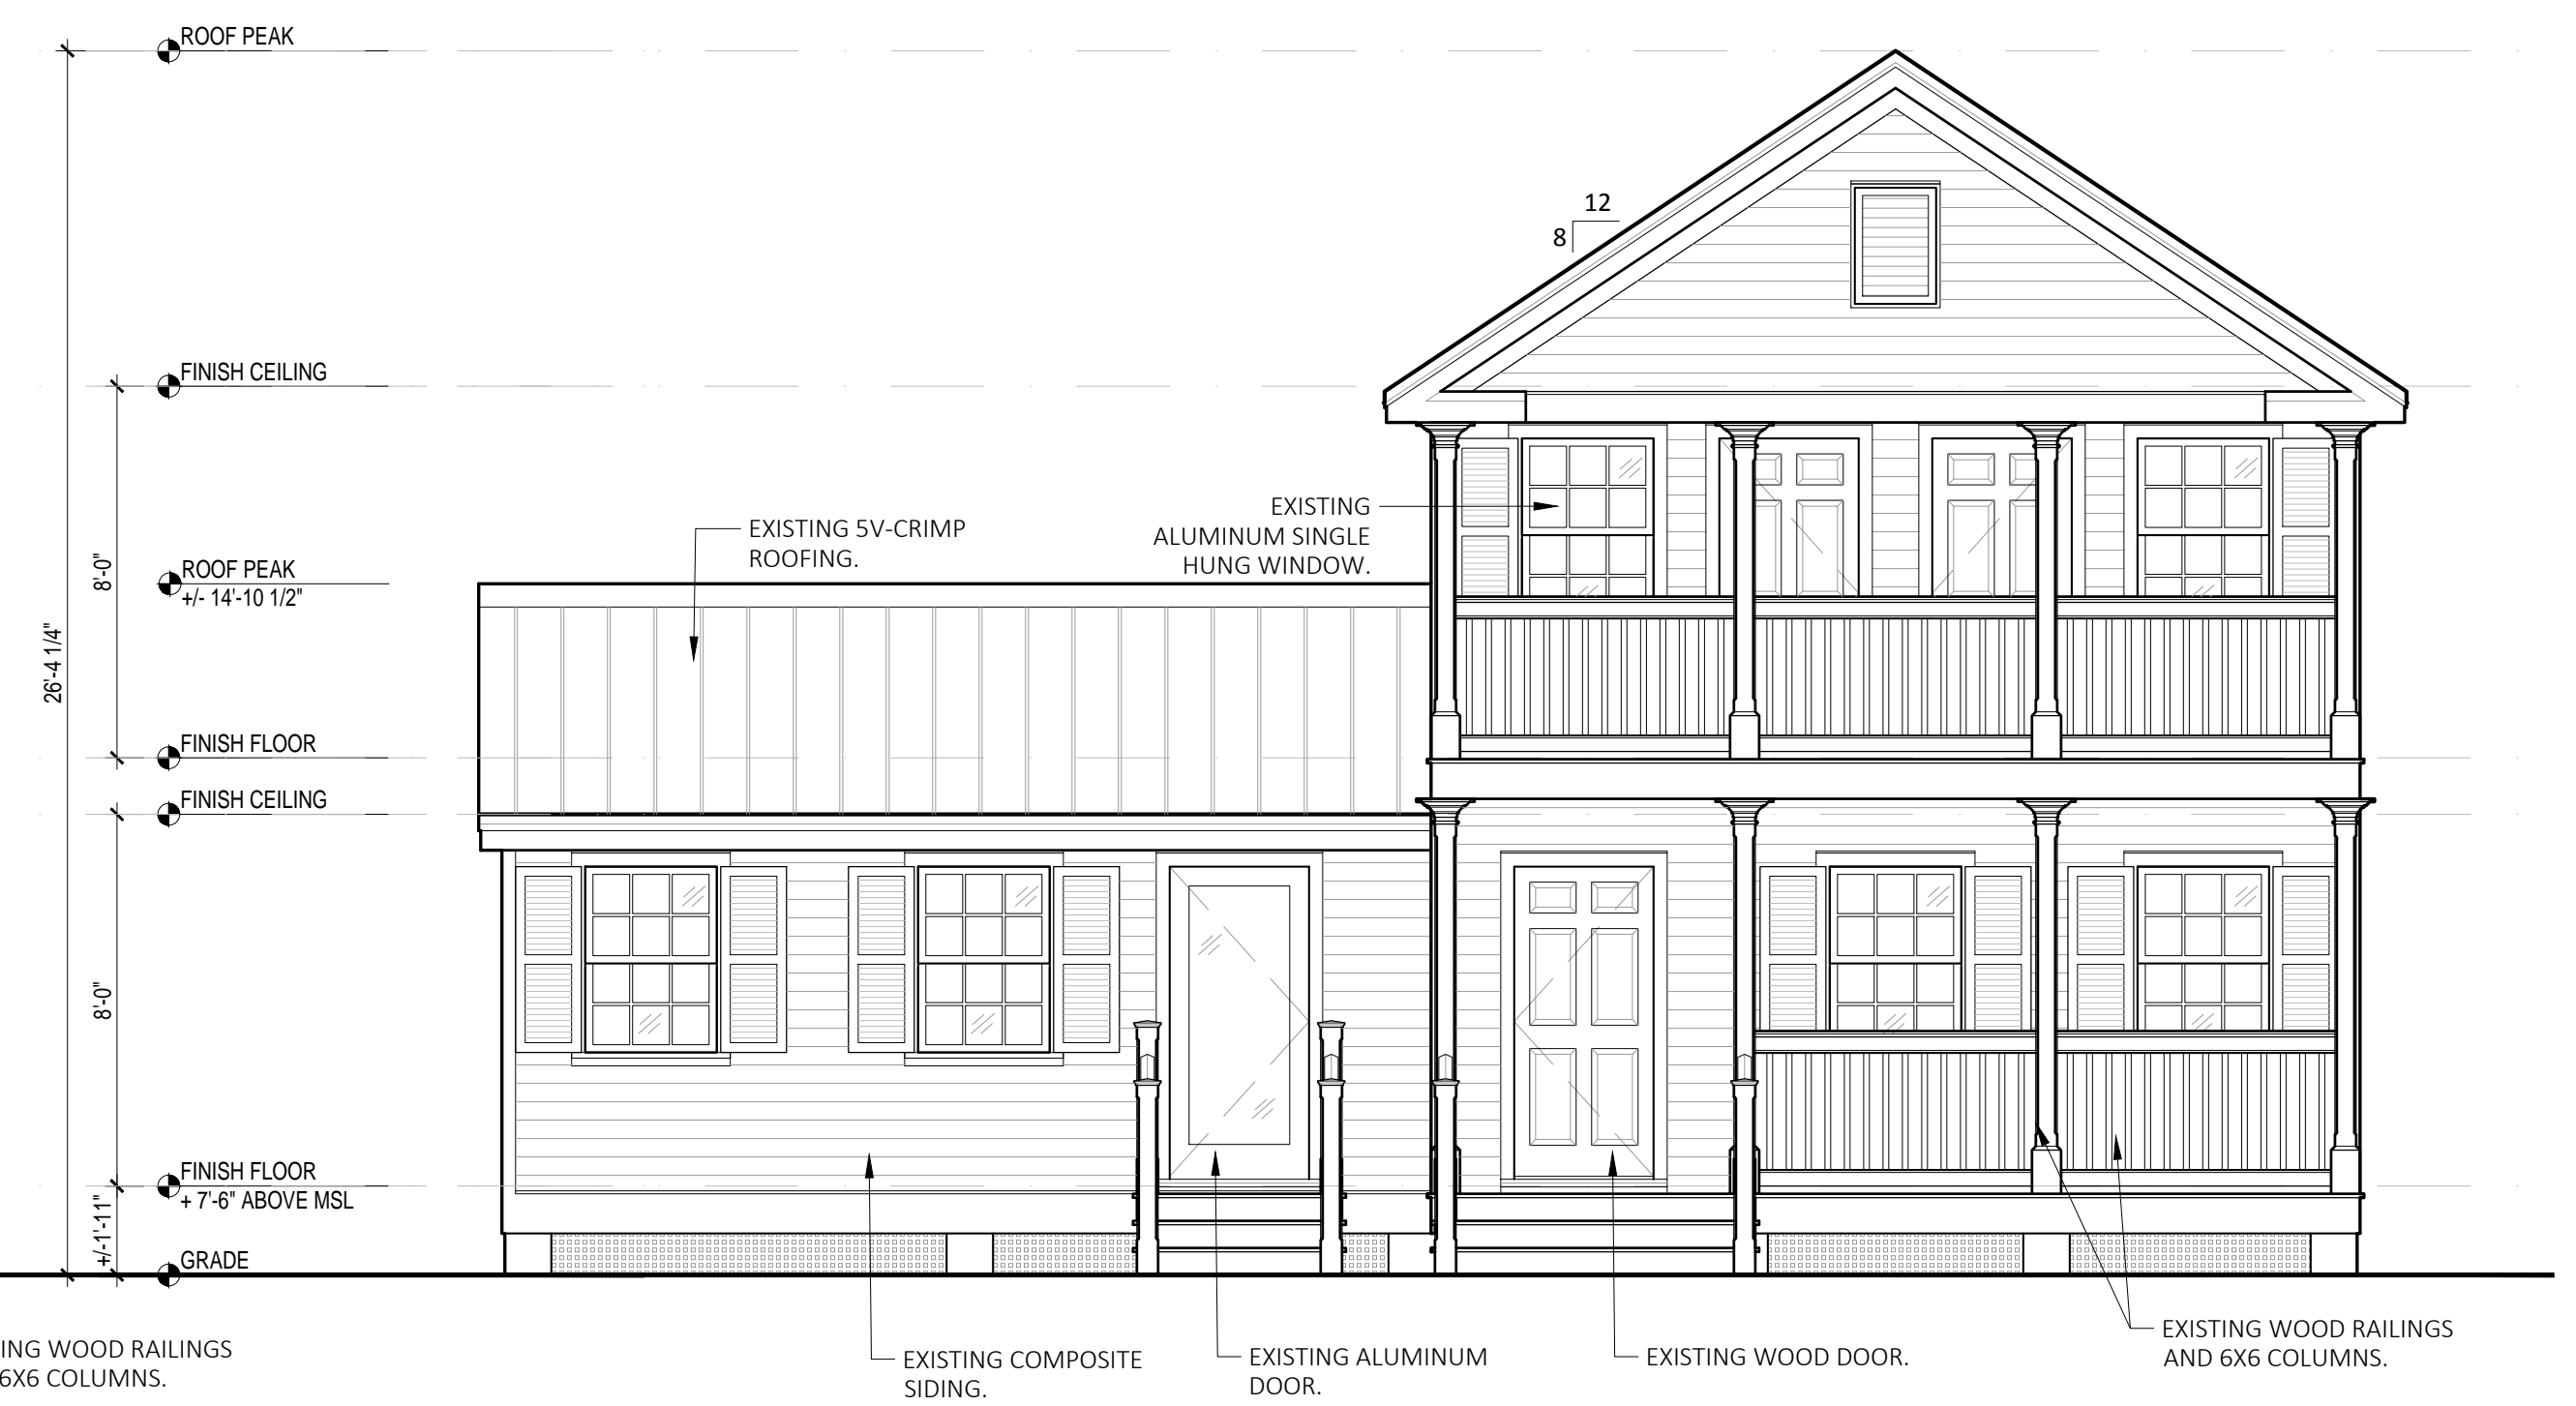 ROOF PEAK
12
8
FINISH CEILING
EXISTING
ALUMINUM SINGLE
HUNG WINDOW.
EXISTING 5V-CRIMP
ROOFING.
8'-0"
ROOF PEAK
+/- 14'-10 1/2"
26'-4 1/4"
FINISH FLOOR
FINISH CEILING
8'-0"
FINISH FLOOR
+ 7'-6" ABOVE MSL
+/-1'-11"
GRADE
ING WOOD RAILINGS
6X6 COLUMNS.
EXISTING COMPOSITE
SIDING.
EXISTING ALUMINUM
DOOR.
EXISTING WOOD DOOR.
EXISTING WOOD RAILINGS
AND 6X6 COLUMNS.